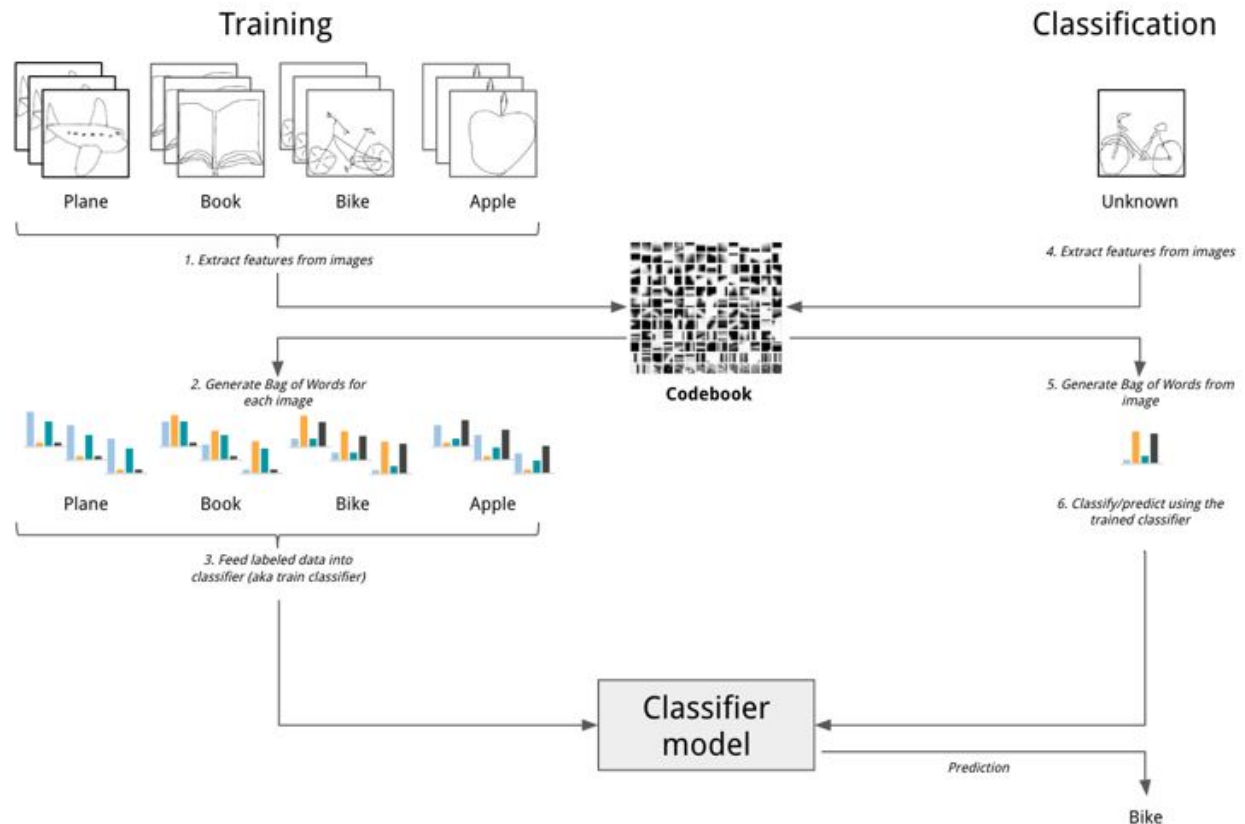 Training
Classification
Plane
Book
Bike
Apple
Unknown
1. Extract features from images
4. Extract features from images
Codebook
2. Generate Bag of Words for
each image
5. Generate Bag of Words from
image
Plane
Book
Bike
Apple
6. Classify/predict using the
trained classifier
3. Feed labeled data into
classifier (aka train classifier)
Classifier
model
Prediction
Bike